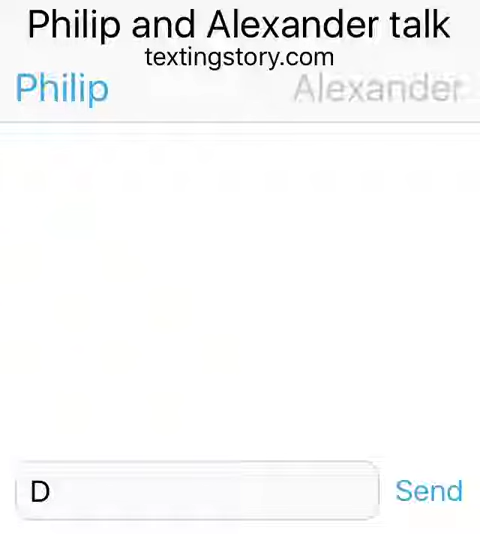 Philip and Alexander talk
textingstory.com
Philip Alexander
D Send